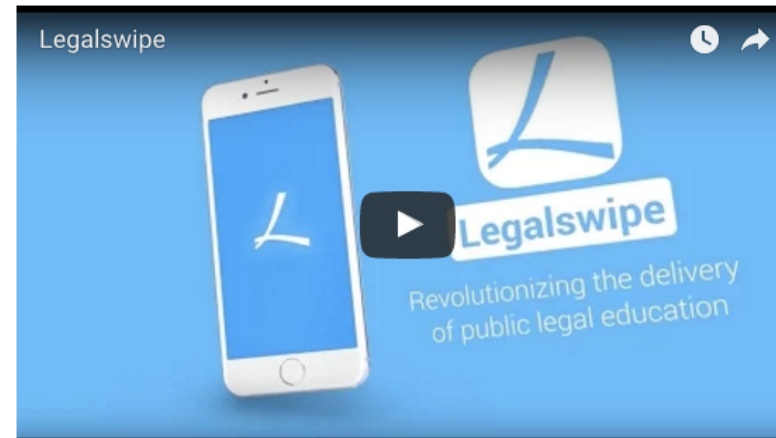 Legalswipe
Legalswipe
Revolutionizing the delivery
of public legal education